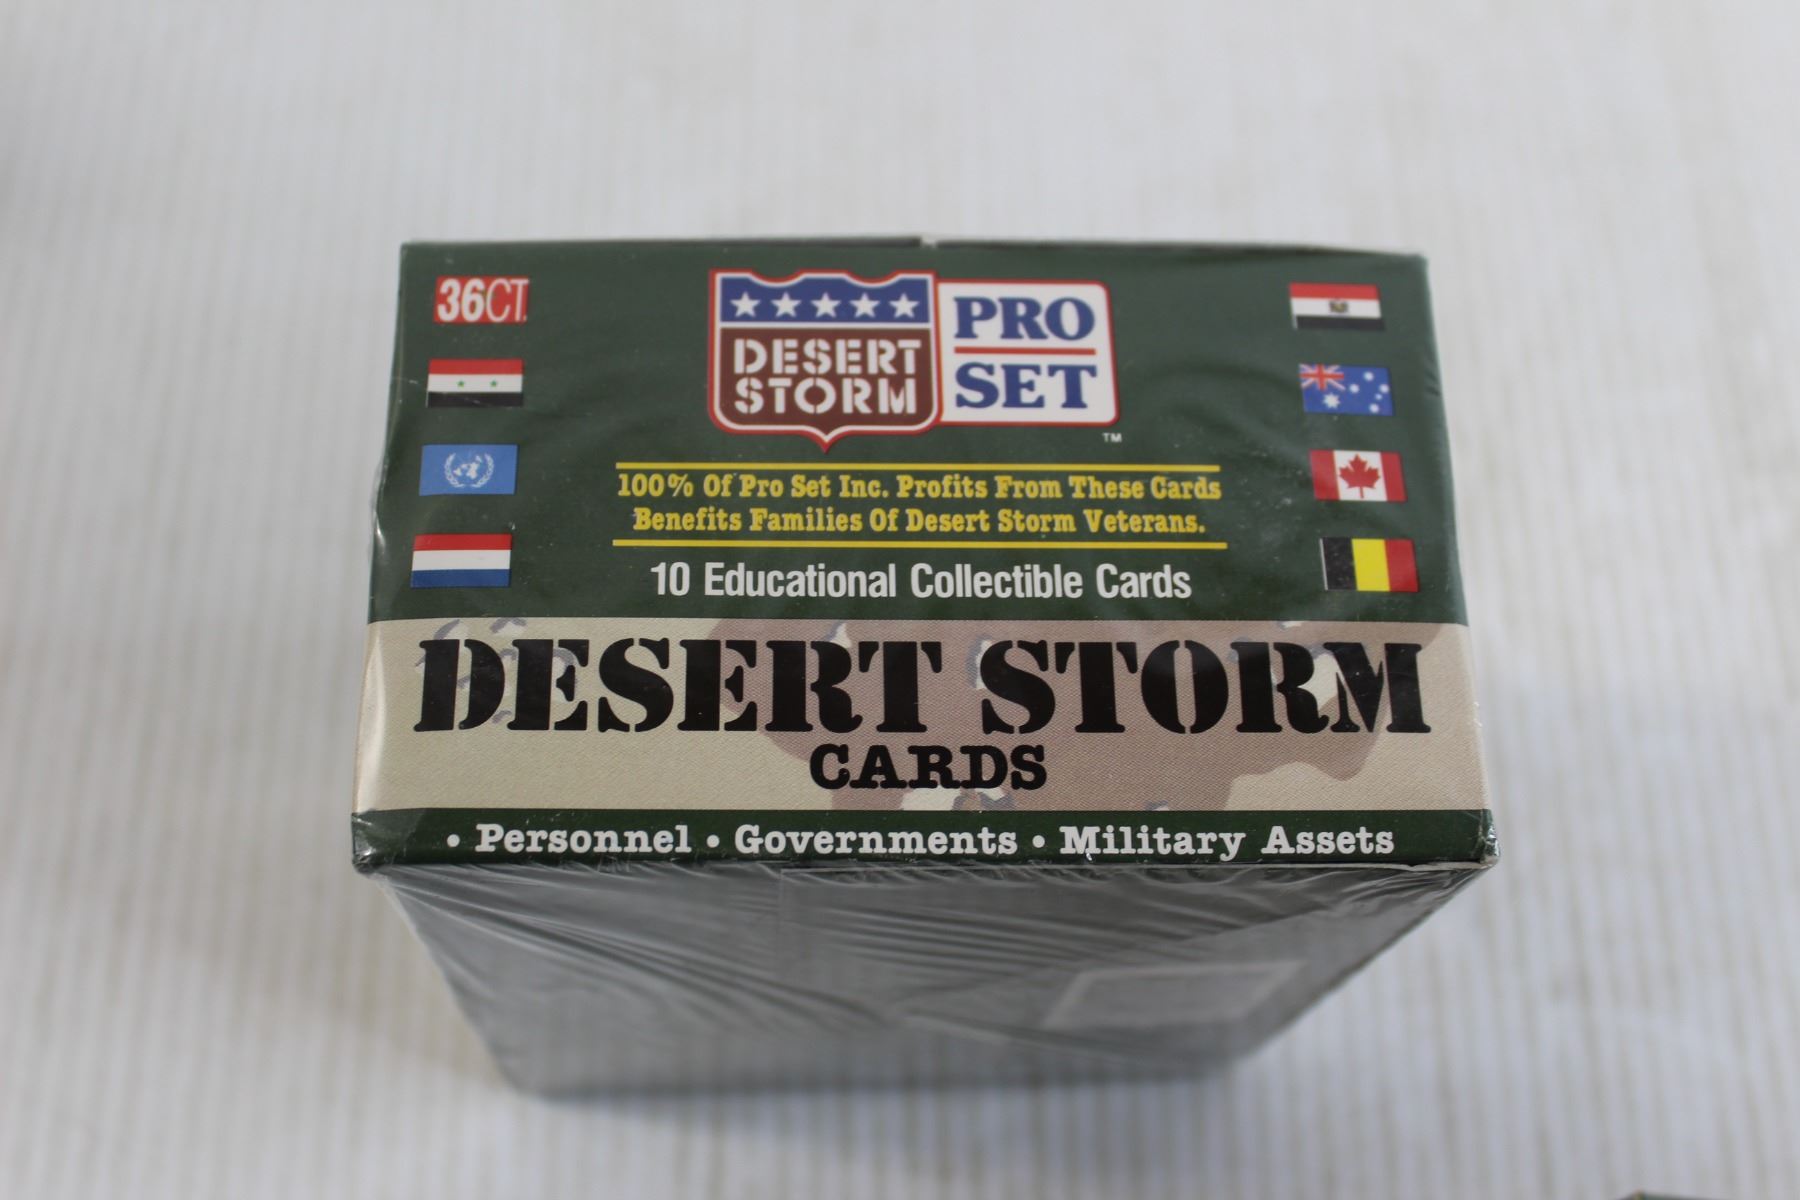 36CT.
DESERT
STORM
PRO
SET
TM
100% Of Pro Set Inc. Profits From These Cards
Benefits Families Of Desert Storm Veterans.
10 Educational Collectible Cards
DESERT STORM
CARDS
• Personnel • Governments • Military Assets